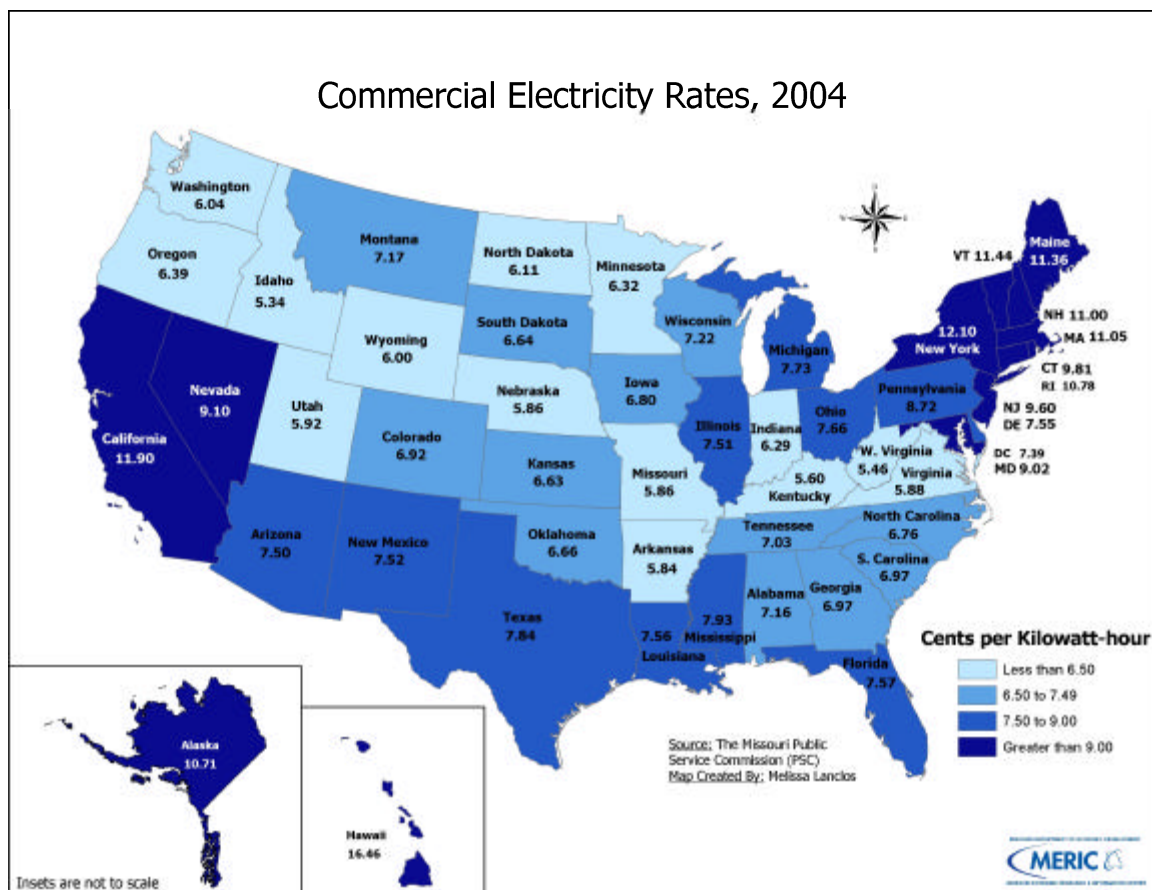 Commercial Electricity Rates, 2004
Washington
6.04
Oregon
6.39
Idaho
5.34
Montana
7.17
North Dakota
6.11
Minnesota
6.32
South Dakota
6.64
Wisconsin
7.22
Michigan
7.73
Wyoming
6.00
Nebraska
5.86
Iowa
6.80
Nevada
9.10
Utah
5.92
California
11.90
Colorado
6.92
Kansas
6.63
Missouri
5.86
Illinois
7.51
Indiana
6.29
Ohio
7.66
Pennsylvania
8.72
12.10
New York
VT 11.44
Maine
11.36
NH 11.00
MA 11.05
CT 9.81
RI 10.78
NJ 9.60
DE 7.55
DC 7.39
MD 9.02
W. Virginia
5.46
Virginia
5.88
5.60
Kentucky
Tennessee
7.03
North Carolina
6.76
S. Carolina
6.97
Arizona
7.50
New Mexico
7.52
Oklahoma
6.66
Arkansas
5.84
Texas
7.84
7.56
Louisiana
7.93
Mississippi
Alabama
7.16
Georgia
6.97
Florida
7.57
Alaska
10.71
Hawaii
16.46
Insets are not to scale
Cents per Kilowatt-hour
Less than 6.50
6.50 to 7.49
7.50 to 9.00
Greater than 9.00
Source: The Missouri Public
Service Commission (PSC)
Map Created By: Melissa Lanclos
MERIC